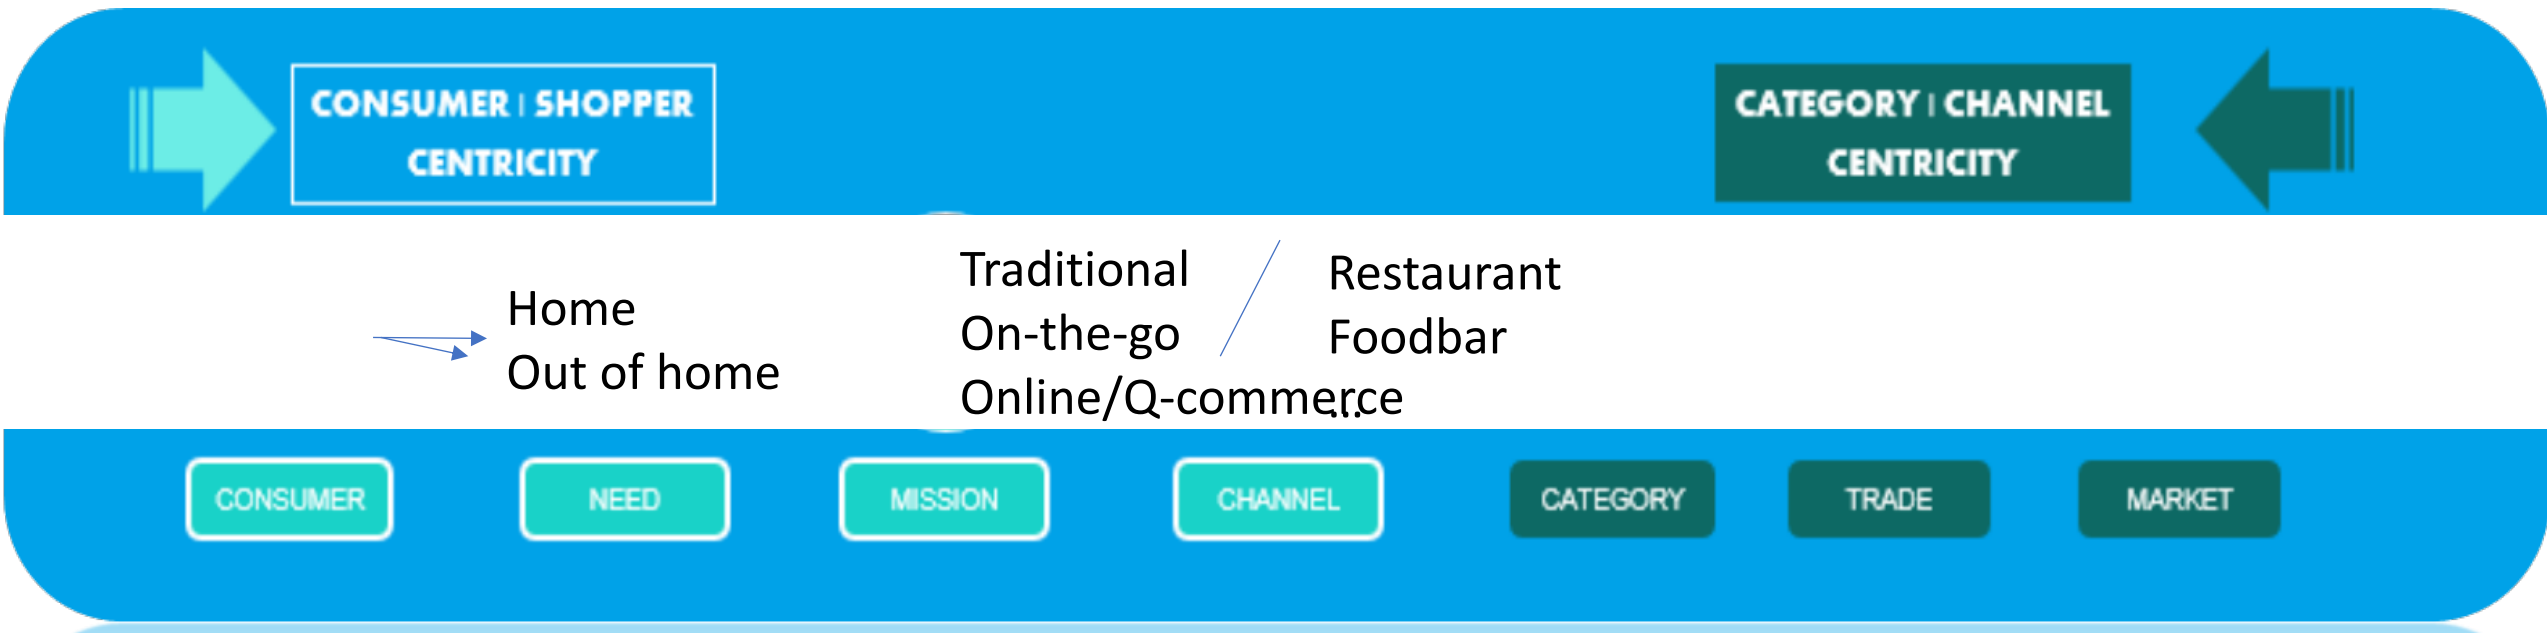 CONSUMER | SHOPPER
CENTRICITY
CATEGORY | CHANNEL
CENTRICITY
Home
Out of home
Traditional
On-the-go
Online/Q-commerce
Restaurant
Foodbar
...
CONSUMER
NEED
MISSION
CHANNEL
CATEGORY
TRADE
MARKET